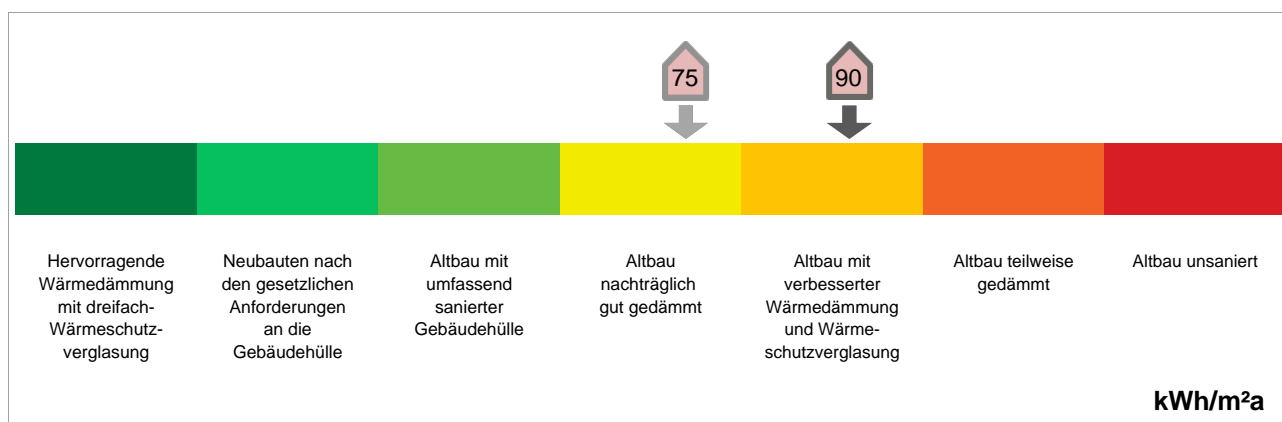 75
90
Hervorragende
Wärmedämmung
mit dreifach-
Wärmeschutz-
verglasung
Neubauten nach
den gesetzlichen
Anforderungen
an die
Gebäudehülle
Altbau mit
umfassend
sanierter
Gebäudehülle
Altbau
nachträglich
gut gedämmt
Altbau mit
verbesserter
Wärmedämmung
und Wärme-
schutzverglasung
Altbau teilweise
gedämmt
Altbau unsaniert
kWh/m²a